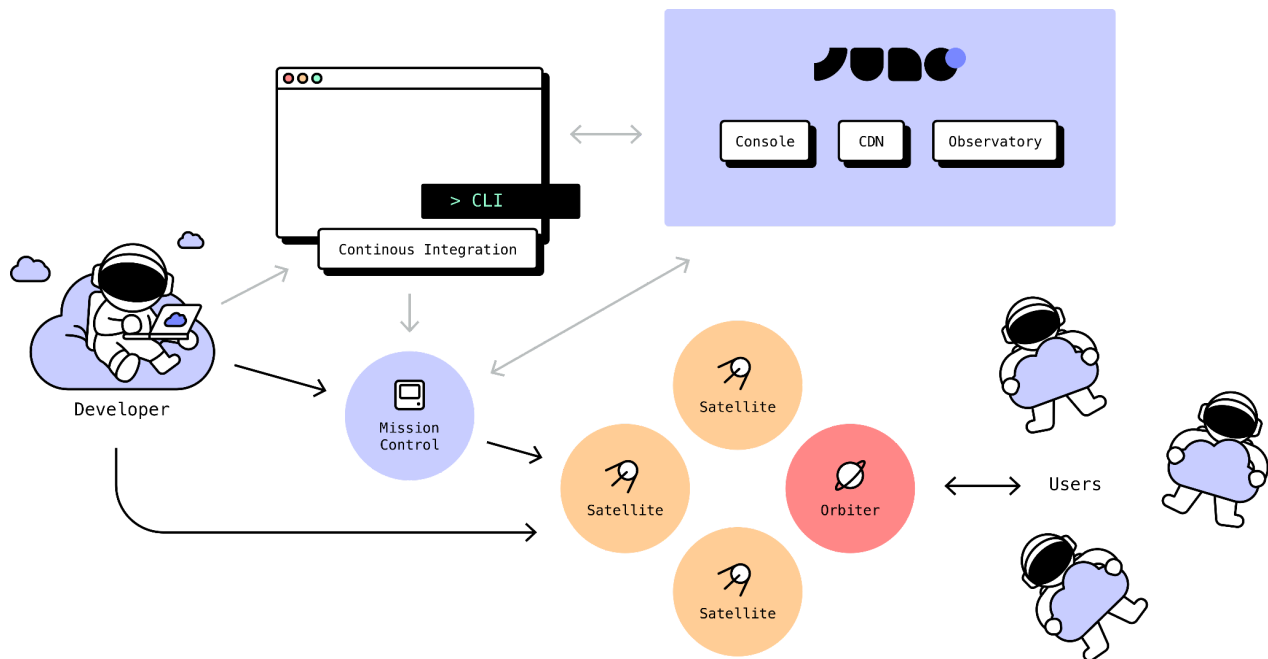 JUNO
Console
CDN
Observatory
> CLI
Continous Integration
Developer
Mission
Control
Satellite
Satellite
Orbiter
Satellite
Users